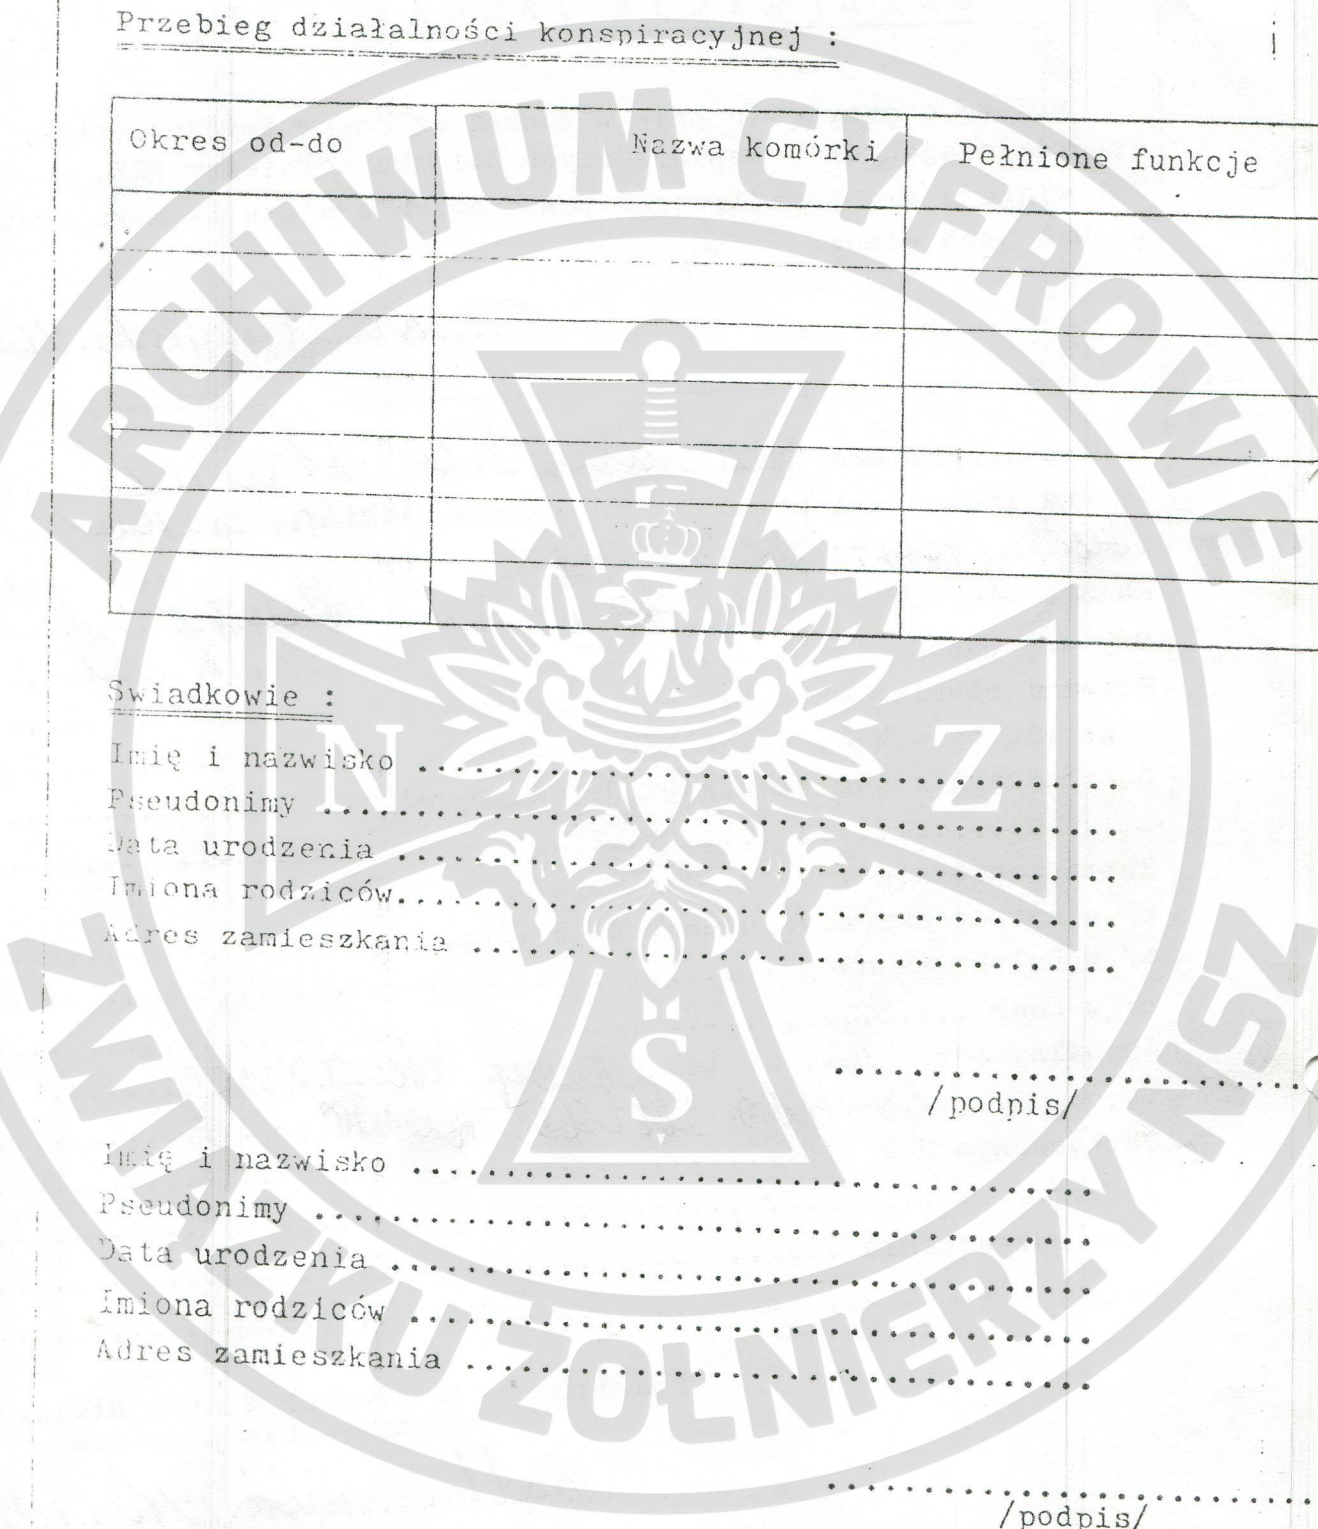 Przebieg działalności konspiracyjnej :
Okres od-do Nazwa komórki Pełnione funkcje
Swiadkowie :
Imię i nazwisko ..........................................
Pseudonimy ..........................................
Data urodzenia ..........................................
Imiona rodziców..........................................
Adres zamieszkania ..........................................
..........................................
/podpis/
Imię i nazwisko ..........................................
Pseudonimy ..........................................
Data urodzenia ..........................................
Imiona rodziców ..........................................
Adres zamieszkania ..........................................
..........................................
/podpis/
ARCHIWUM CYFROWE
ZWIĄZKU ŻOŁNIERZY NSZ
N Z
S